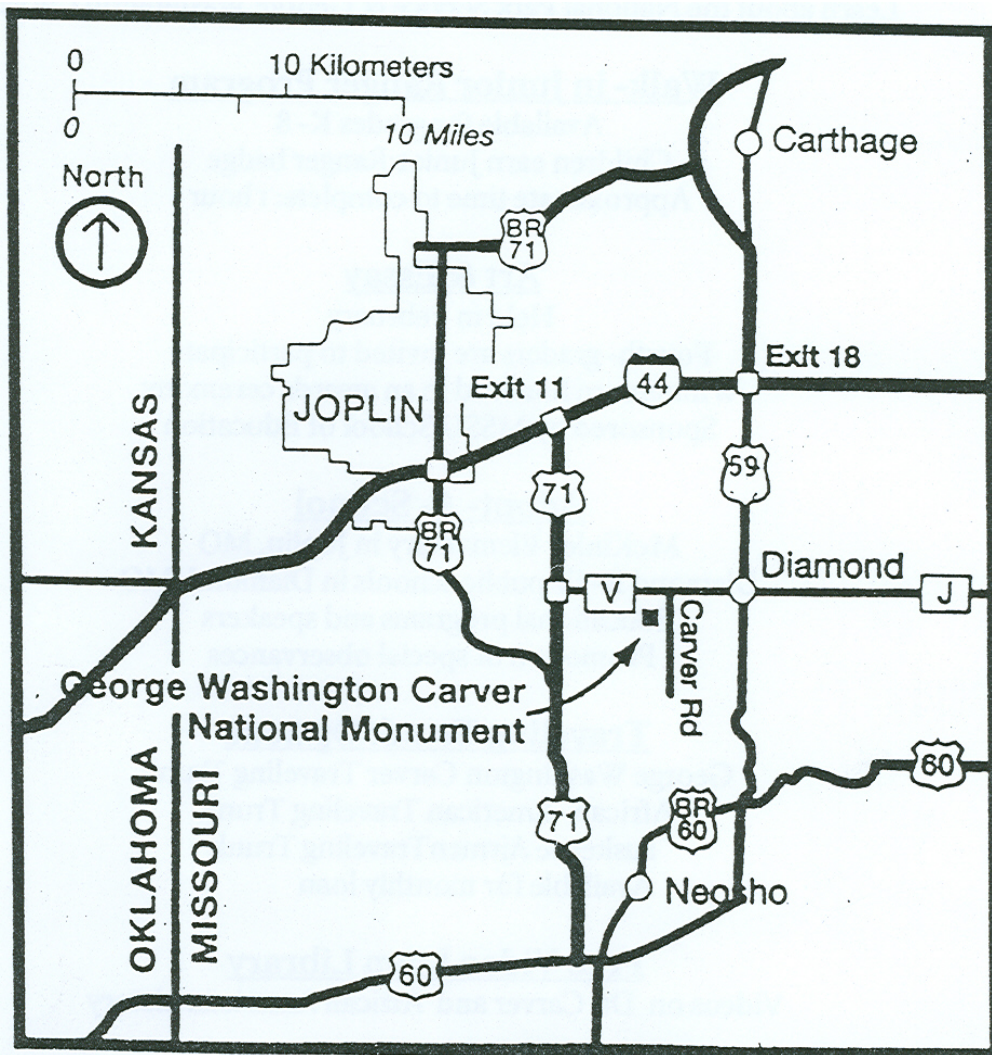 0 10 Kilometers
0 10 Miles
North
Carthage
BR
71
Exit 11
44
Exit 18
JOPLIN
KANSAS
71
59
BR
71
Diamond
V
J
Carver Rd
George Washington Carver
National Monument
60
OKLAHOMA
MISSOURI
71
BR
60
Neosho
60